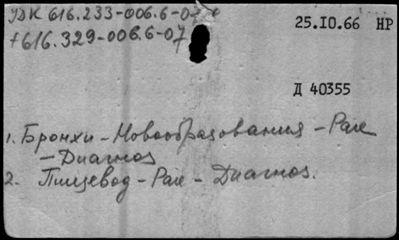 УДК 616.233-006.6-07
+616.329-006.6-07
25.IO.66 НР
Д 40355
1. Бронхи - Новообразования - Рак
- Диагноз
2. Пищевод - Рак - Диагноз.